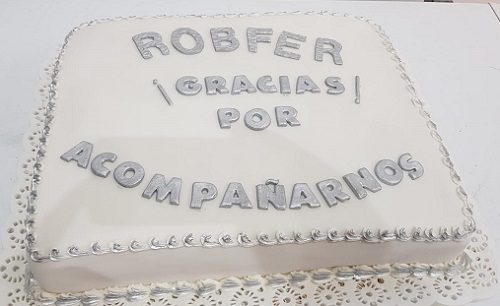 ROBFER
¡GRACIAS!
POR
ACOMPAÑARNOS